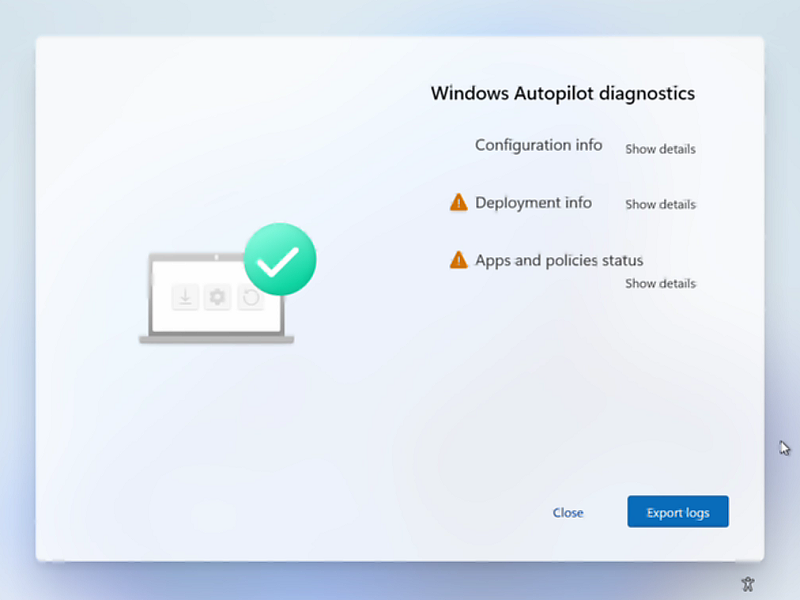 Windows Autopilot diagnostics
Configuration info Show details
Deployment info Show details
Apps and policies status
Show details
Close Export logs